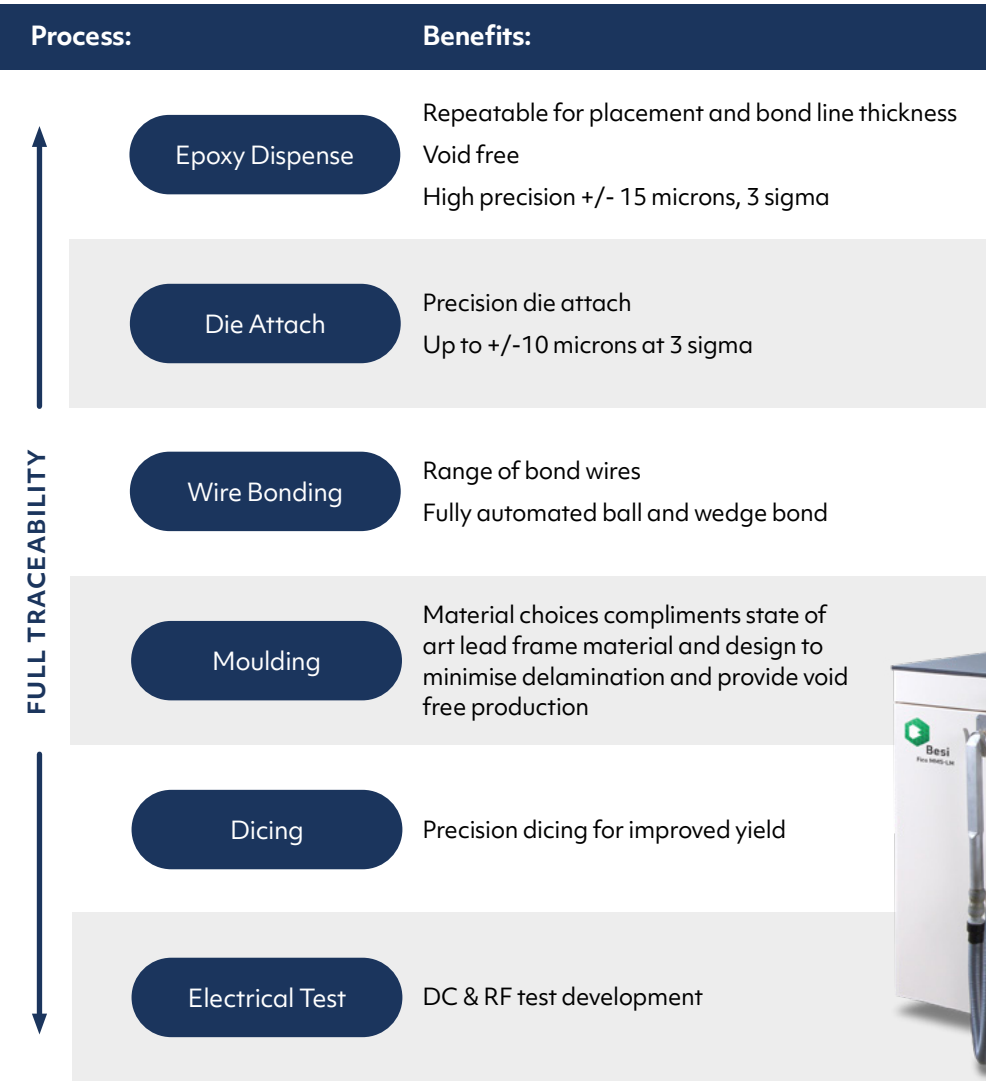 Process:
Benefits:
Epoxy Dispense
Repeatable for placement and bond line thickness
Void free
High precision +/- 15 microns, 3 sigma
Die Attach
Precision die attach
Up to +/-10 microns at 3 sigma
FULL TRACEABILITY
Wire Bonding
Range of bond wires
Fully automated ball and wedge bond
Moulding
Material choices compliments state of
art lead frame material and design to
minimise delamination and provide void
free production
Besi
Fico MMS-LM
Dicing
Precision dicing for improved yield
Electrical Test
DC & RF test development